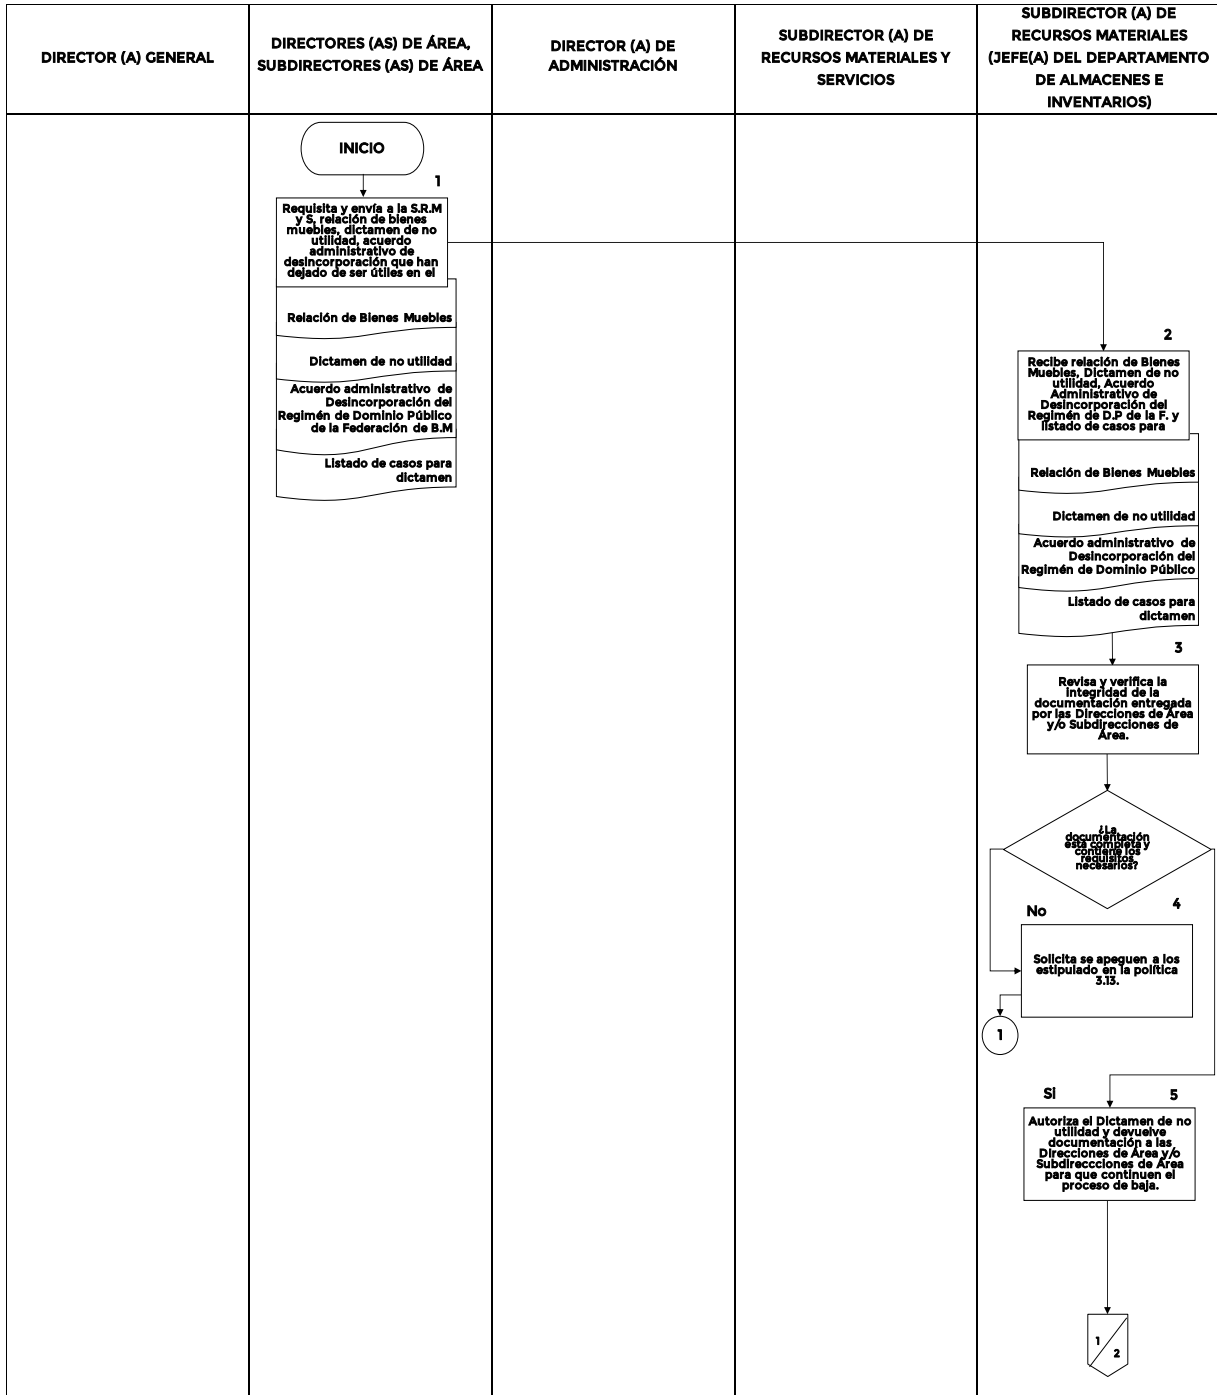 DIRECTOR (A) GENERAL
DIRECTORES (AS) DE ÁREA,
SUBDIRECTORES (AS) DE ÁREA
DIRECTOR (A) DE
ADMINISTRACIÓN
SUBDIRECTOR (A) DE
RECURSOS MATERIALES Y
SERVICIOS
SUBDIRECTOR (A) DE
RECURSOS MATERIALES
(JEFE(A) DEL DEPARTAMENTO
DE ALMACENES E
INVENTARIOS)
INICIO
1
Requisita y envía a la S.R.M
y S, relación de bienes
muebles, dictamen de no
utilidad, acuerdo
administrativo de
desincorporación que han
dejado de ser útiles en el
Relación de Bienes Muebles
Dictamen de no utilidad
Acuerdo administrativo de
Desincorporación del
Regimén de Dominio Público
de la Federación de B.M
Listado de casos para
dictamen
2
Recibe relación de Bienes
Muebles, Dictamen de no
utilidad, Acuerdo
Administrativo de
Desincorporación del
Regimén de D.P de la F. y
listado de casos para
Relación de Bienes Muebles
Dictamen de no utilidad
Acuerdo administrativo de
Desincorporación del
Regimén de Dominio Público
Listado de casos para
dictamen
3
Revisa y verifica la
integridad de la
documentación entregada
por las Direcciones de Área
y/o Subdirecciones de
Área.
¿La
documentación
está completa y
contiene los
requisitos
necesarios?
4
No
Solicita se apeguen a los
estipulado en la política
3.13.
1
Si
5
Autoriza el Dictamen de no
utilidad y devuelve
documentación a las
Direcciones de Área y/o
Subdireccciones de Área
para que continuen el
proceso de baja.
1
2